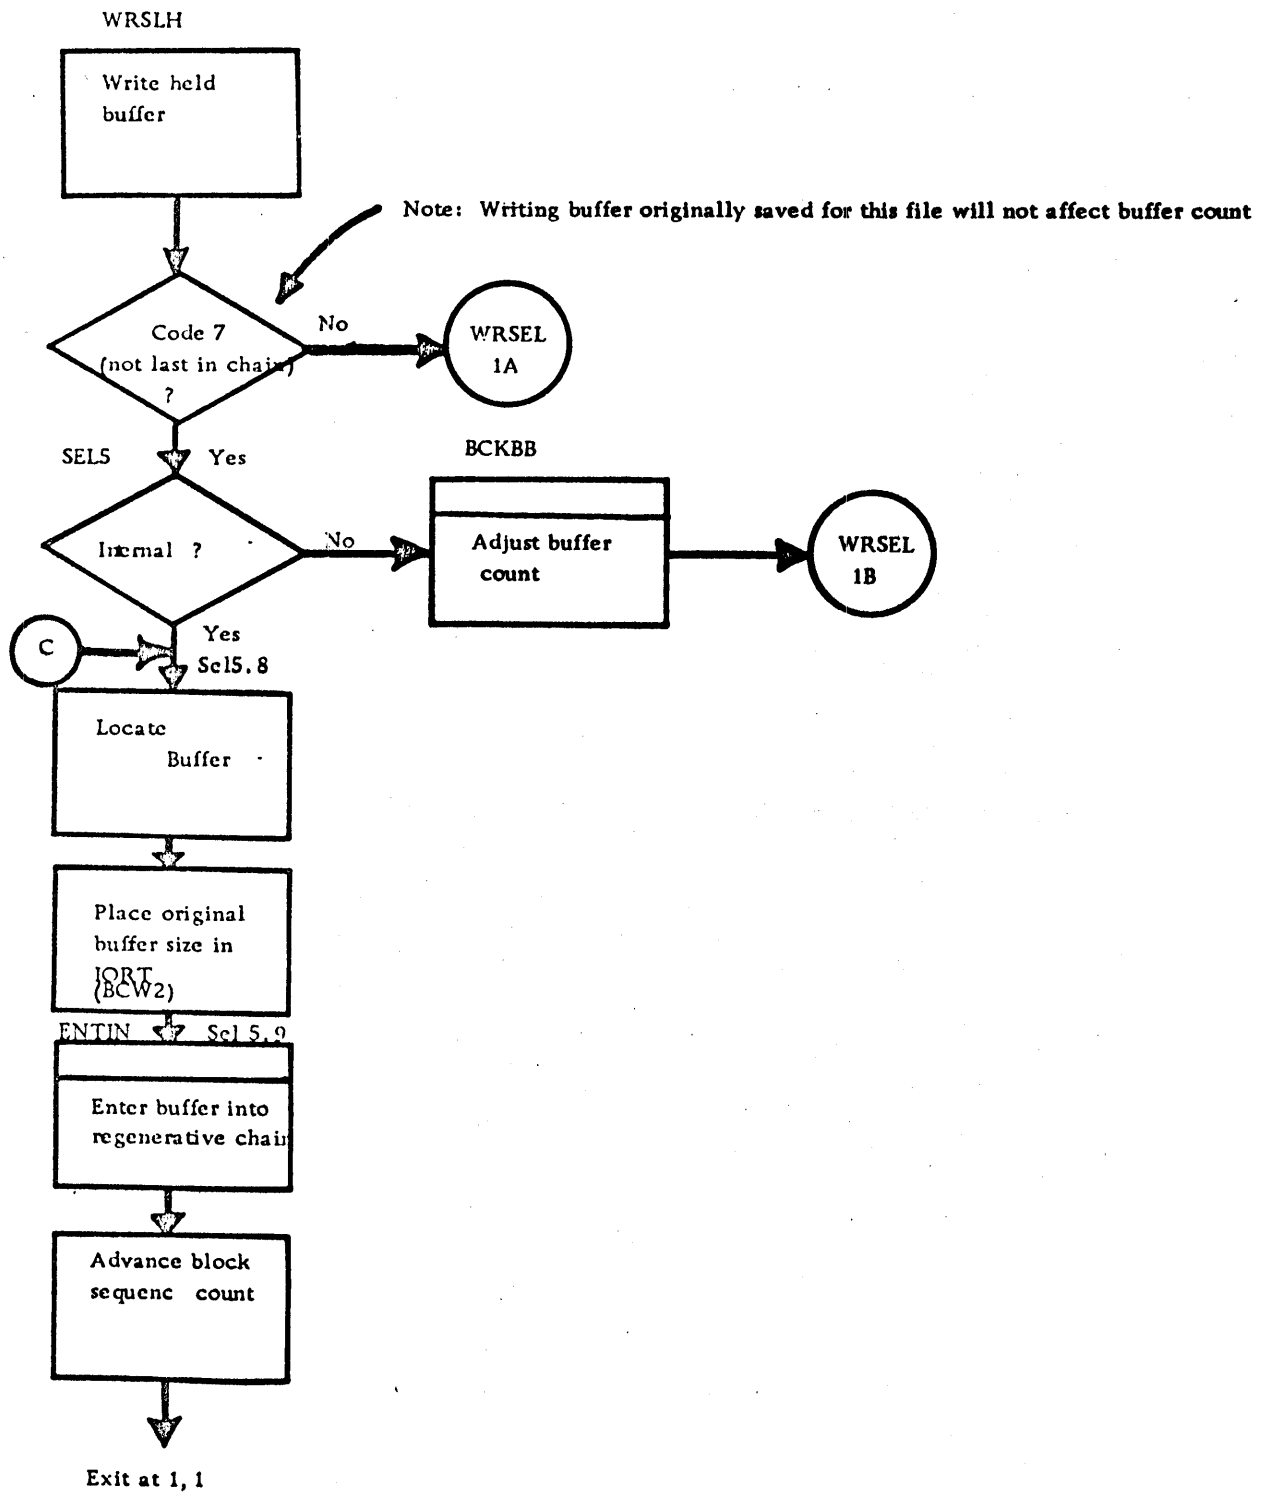 WRSLH
Write held
buffer
Note: Writing buffer originally saved for this file will not affect buffer count
Code 7
(not last in chain)
?
No
WRSEL
1A
SEL5
Yes
BCKBB
Internal ?
No
Adjust buffer
count
WRSEL
1B
C
Yes
Sel5.8
Locate
Buffer
Place original
buffer size in
IORT
(BCW2)
ENTIN
Sel 5.9
Enter buffer into
regenerative chain
Advance block
sequenc count
Exit at 1, 1